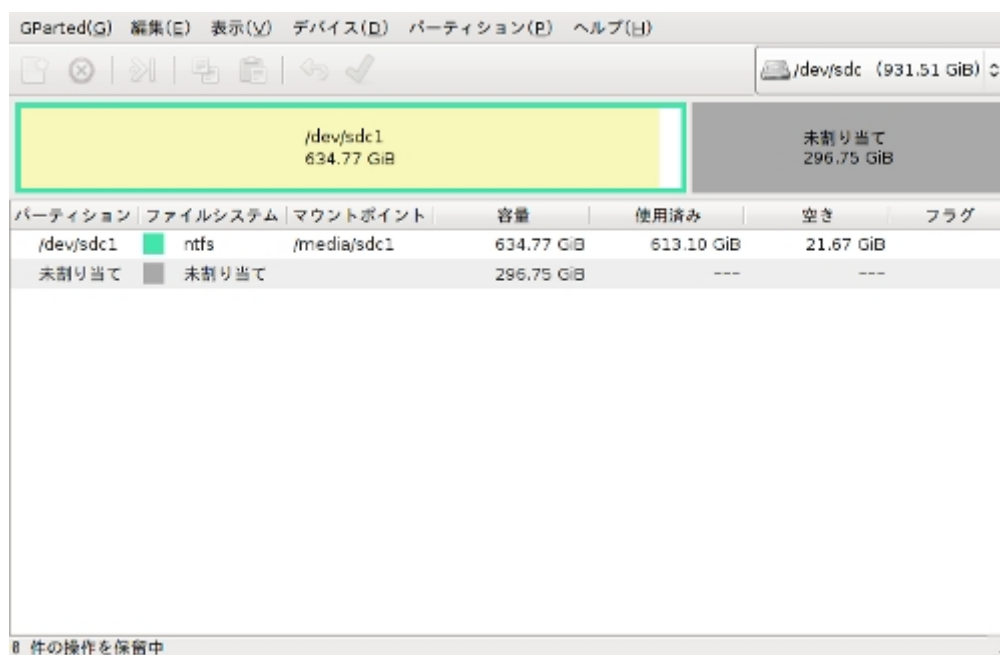 GParted(G) 編集(E) 表示(V) デバイス(D) パーティション(P) ヘルプ(H)
/dev/sdc (931.51 GiB)
/dev/sdc1
634.77 GiB
未割り当て
296.75 GiB
パーティション ファイルシステム マウントポイント 容量 使用済み 空き フラグ
/dev/sdc1 ntfs /media/sdc1 634.77 GiB 613.10 GiB 21.67 GiB
未割り当て 未割り当て 296.75 GiB --- ---
0 件の操作を保留中